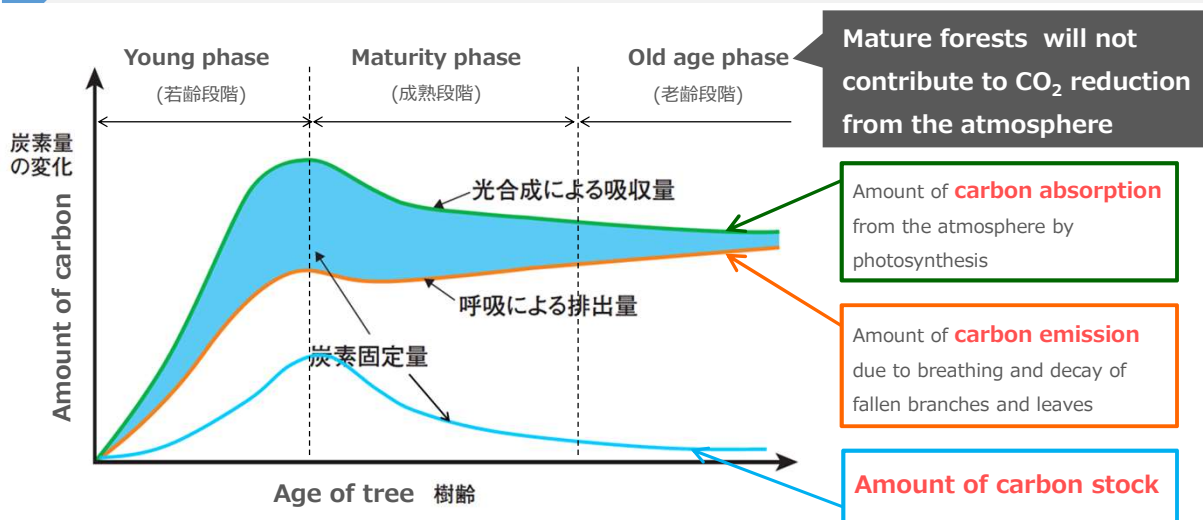 Young phase
(若齢段階)
Maturity phase
(成熟段階)
Old age phase
(老齢段階)
Mature forests will not
contribute to CO₂ reduction
from the atmosphere
炭素量
の変化
Amount of carbon
光合成による吸収量
呼吸による排出量
炭素固定量
Age of tree 樹齢
Amount of carbon absorption
from the atmosphere by
photosynthesis
Amount of carbon emission
due to breathing and decay of
fallen branches and leaves
Amount of carbon stock